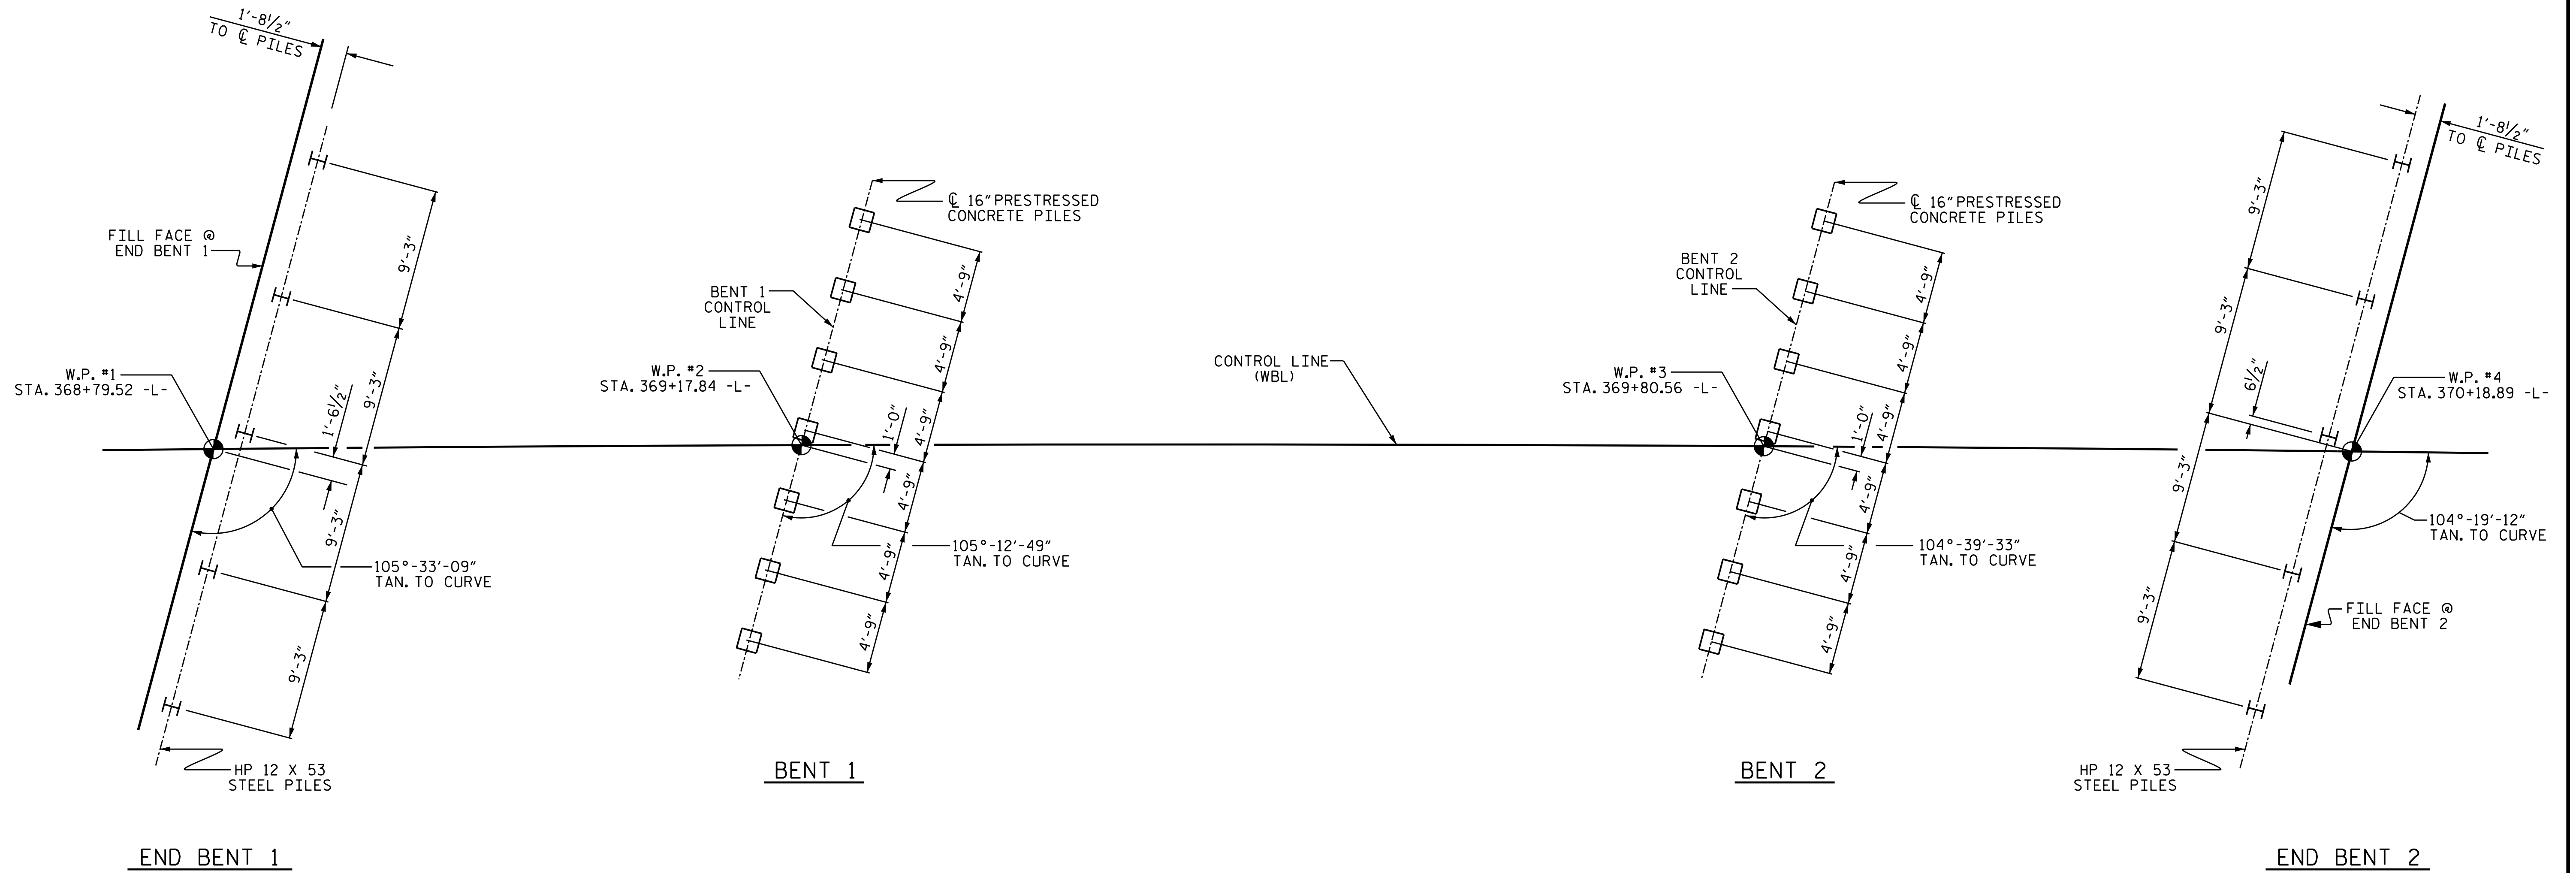 1'-8½"
TO ℄ PILES
FILL FACE @
END BENT 1
W.P. #1
STA. 368+79.52 -L-
9'-3"
9'-3"
1'-6½"
9'-3"
9'-3"
105°-33'-09"
TAN. TO CURVE
HP 12 X 53
STEEL PILES
END BENT 1
℄ 16" PRESTRESSED
CONCRETE PILES
BENT 1
CONTROL
LINE
W.P. #2
STA. 369+17.84 -L-
4'-9"
4'-9"
1'-0"
4'-9"
4'-9"
4'-9"
4'-9"
105°-12'-49"
TAN. TO CURVE
BENT 1
CONTROL LINE
(WBL)
℄ 16" PRESTRESSED
CONCRETE PILES
BENT 2
CONTROL
LINE
W.P. #3
STA. 369+80.56 -L-
4'-9"
4'-9"
1'-0"
4'-9"
4'-9"
4'-9"
4'-9"
104°-39'-33"
TAN. TO CURVE
BENT 2
1'-8½"
TO ℄ PILES
9'-3"
9'-3"
6½"
9'-3"
9'-3"
W.P. #4
STA. 370+18.89 -L-
104°-19'-12"
TAN. TO CURVE
FILL FACE @
END BENT 2
HP 12 X 53
STEEL PILES
END BENT 2